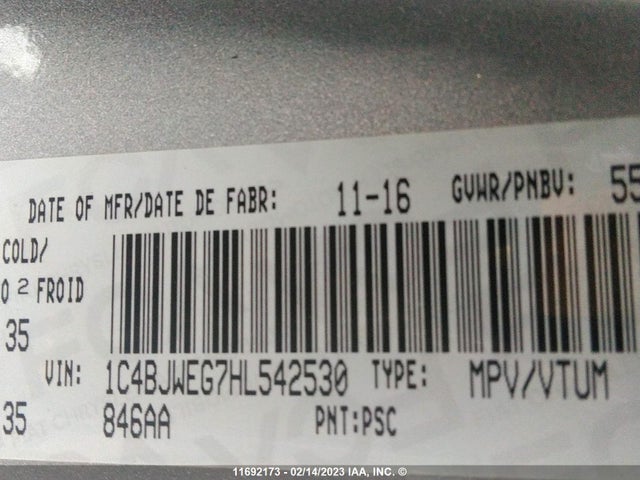 DATE OF MFR/DATE DE FABR: 11-16 GVWR/PNBV: 55
COLD/
O 2 FROID
35
VIN: 1C4BJWEG7HL542530 TYPE: MPV/VTUM
35 846AA PNT:PSC
11692173 - 02/14/2023 IAA, INC. ©